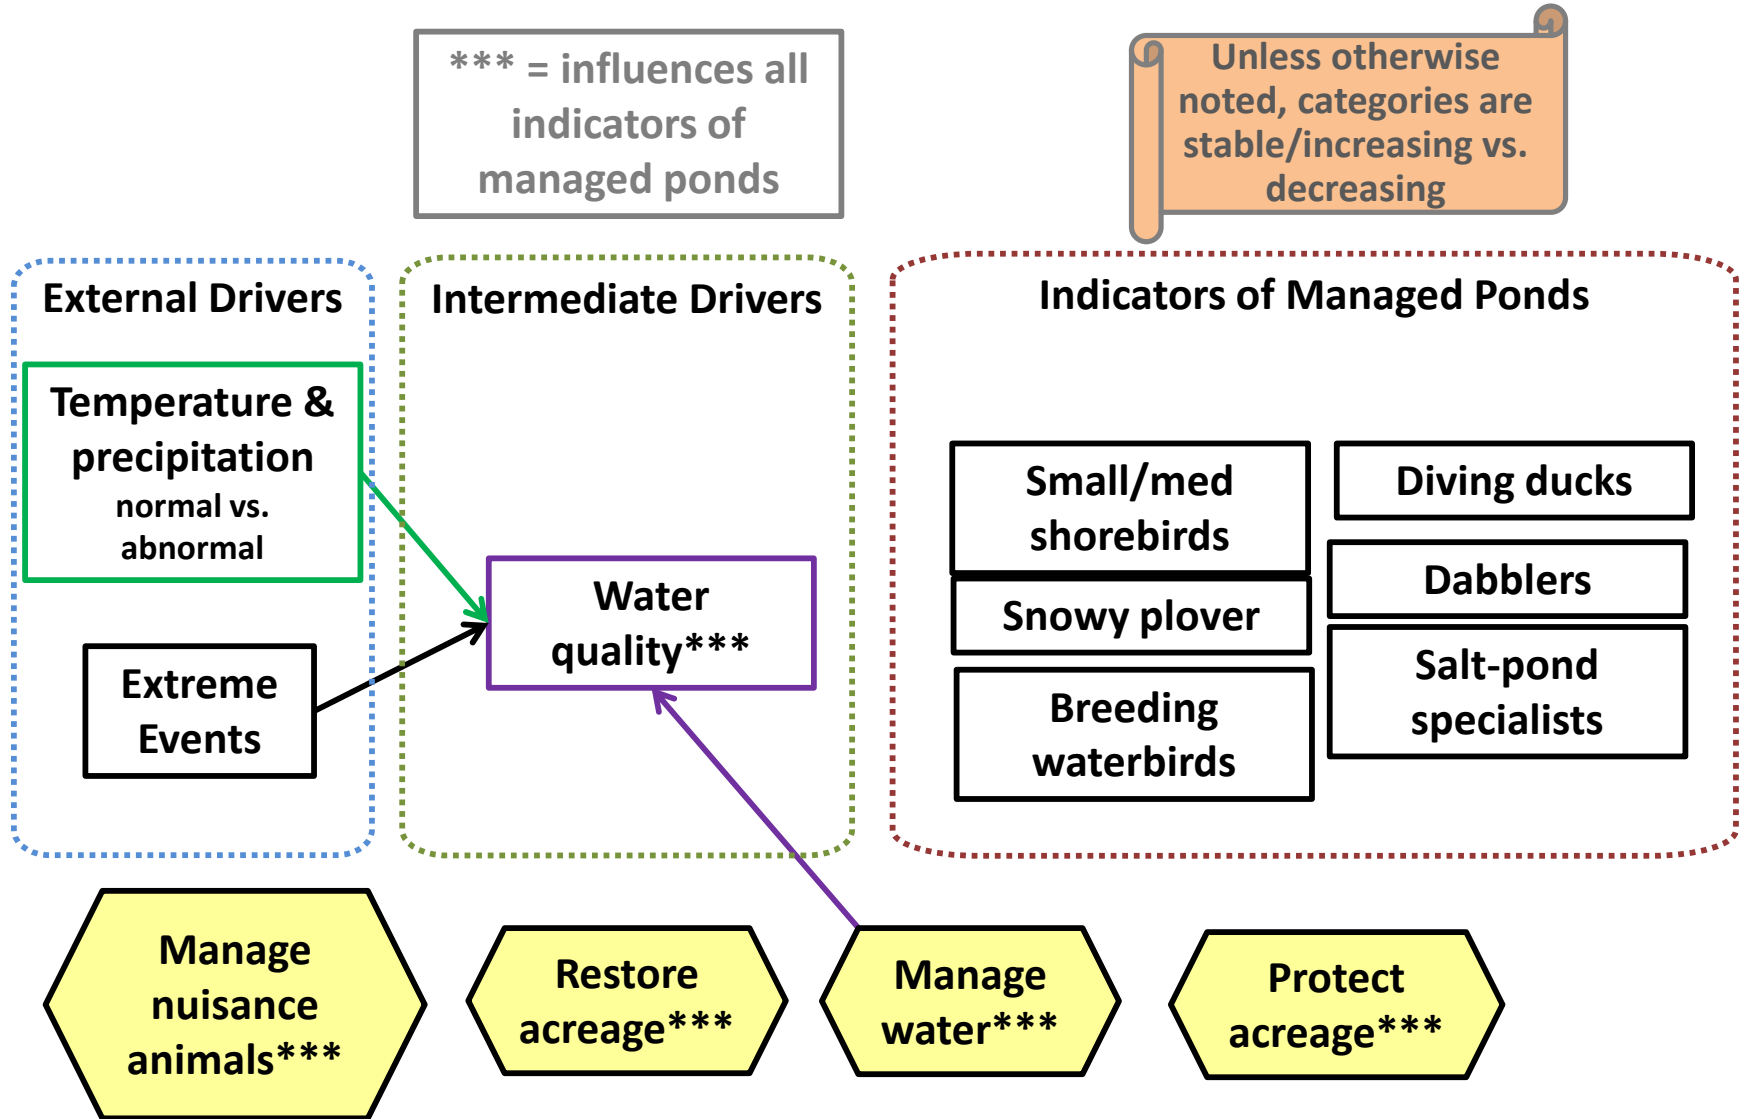 *** = influences all
indicators of
managed ponds
Unless otherwise
noted, categories are
stable/increasing vs.
decreasing
External Drivers
Temperature &
precipitation
normal vs.
abnormal
Extreme
Events
Intermediate Drivers
Water
quality***
Indicators of Managed Ponds
Small/med
shorebirds
Snowy plover
Breeding
waterbirds
Diving ducks
Dabblers
Salt-pond
specialists
Manage
nuisance
animals***
Restore
acreage***
Manage
water***
Protect
acreage***